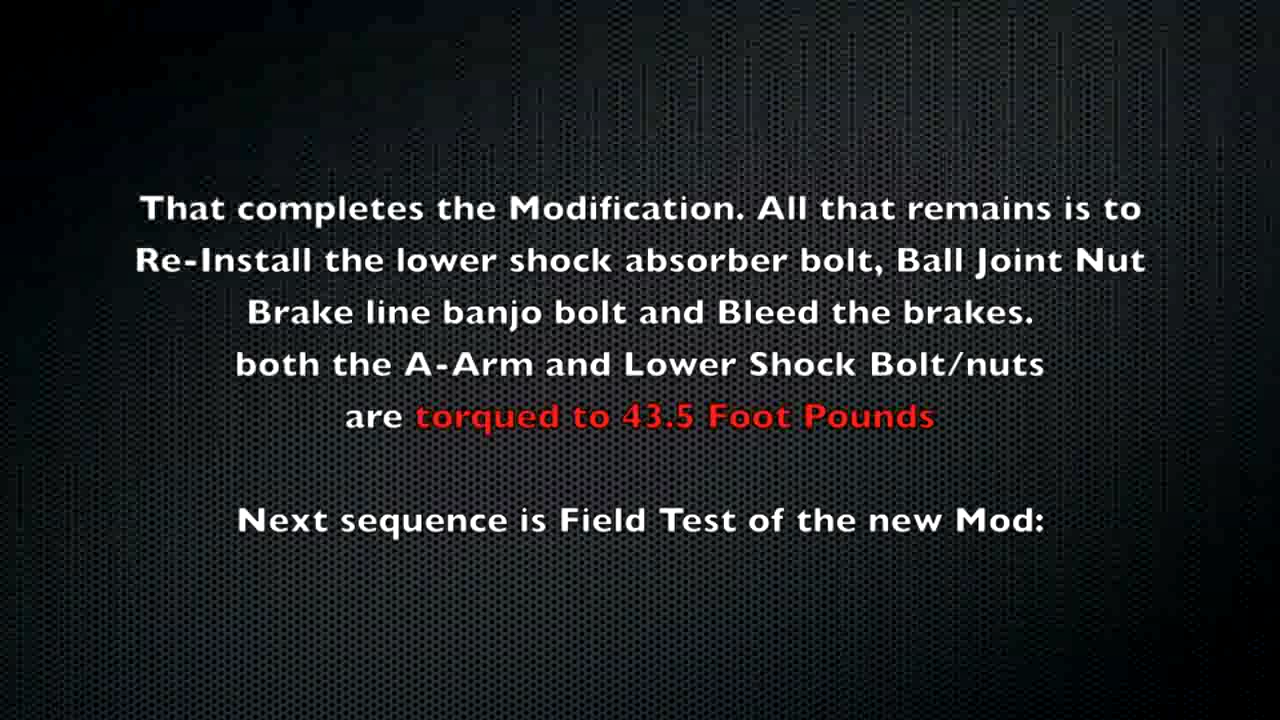 That completes the Modification. All that remains is to
Re-Install the lower shock absorber bolt, Ball Joint Nut
Brake line banjo bolt and Bleed the brakes.
both the A-Arm and Lower Shock Bolt/nuts
are torqued to 43.5 Foot Pounds
Next sequence is Field Test of the new Mod: